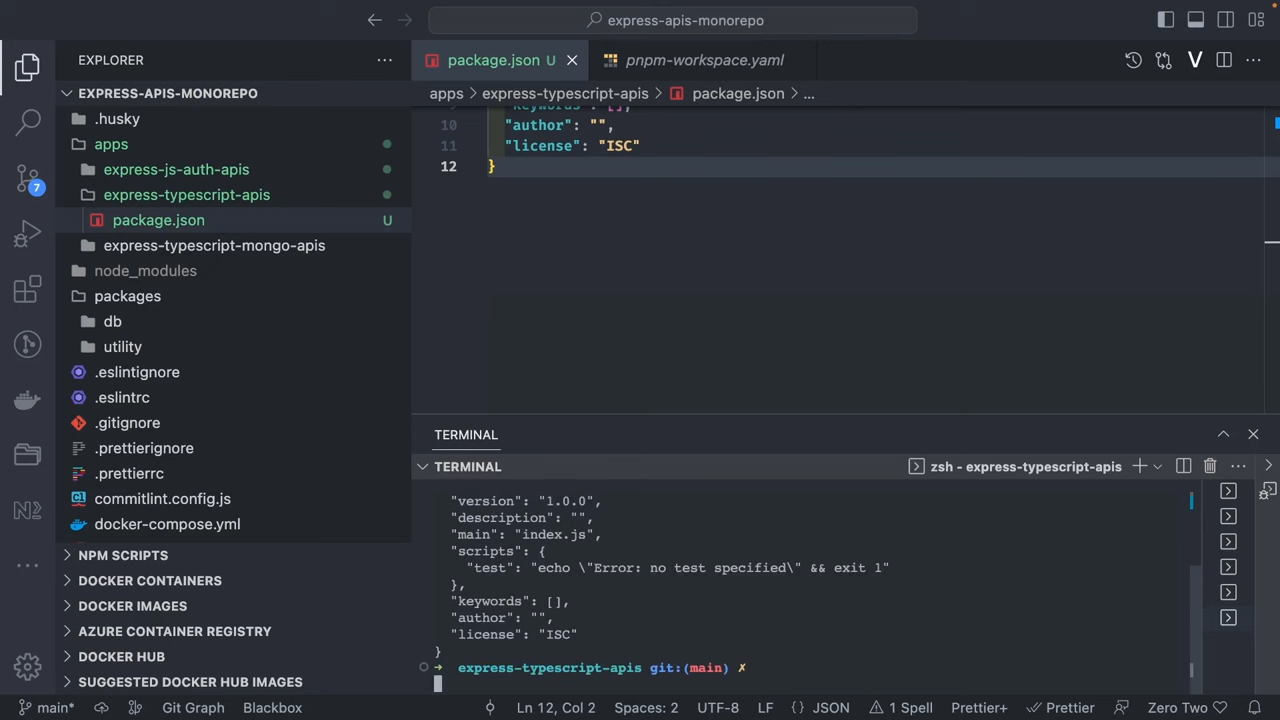 express-apis-monorepo
EXPLORER
package.json U
pnpm-workspace.yaml
EXPRESS-APIS-MONOREPO
apps > express-typescript-apis > package.json > ...
.husky
apps
express-js-auth-apis
express-typescript-apis
package.json U
express-typescript-mongo-apis
node_modules
packages
db
utility
.eslintignore
.eslintrc
.gitignore
.prettierignore
.prettierrc
commitlint.config.js
docker-compose.yml
NPM SCRIPTS
DOCKER CONTAINERS
DOCKER IMAGES
AZURE CONTAINER REGISTRY
DOCKER HUB
SUGGESTED DOCKER HUB IMAGES
7
9 "keywords": [],
10 "author": "",
11 "license": "ISC"
12 }
TERMINAL
TERMINAL
zsh - express-typescript-apis
"version": "1.0.0",
"description": "",
"main": "index.js",
"scripts": {
"test": "echo \"Error: no test specified\" && exit 1"
},
"keywords": [],
"author": "",
"license": "ISC"
}
→ express-typescript-apis git:(main) ✗
main*
Git Graph
Blackbox
Ln 12, Col 2
Spaces: 2
UTF-8
LF
{} JSON
1 Spell
Prettier+
Prettier
Zero Two ♡